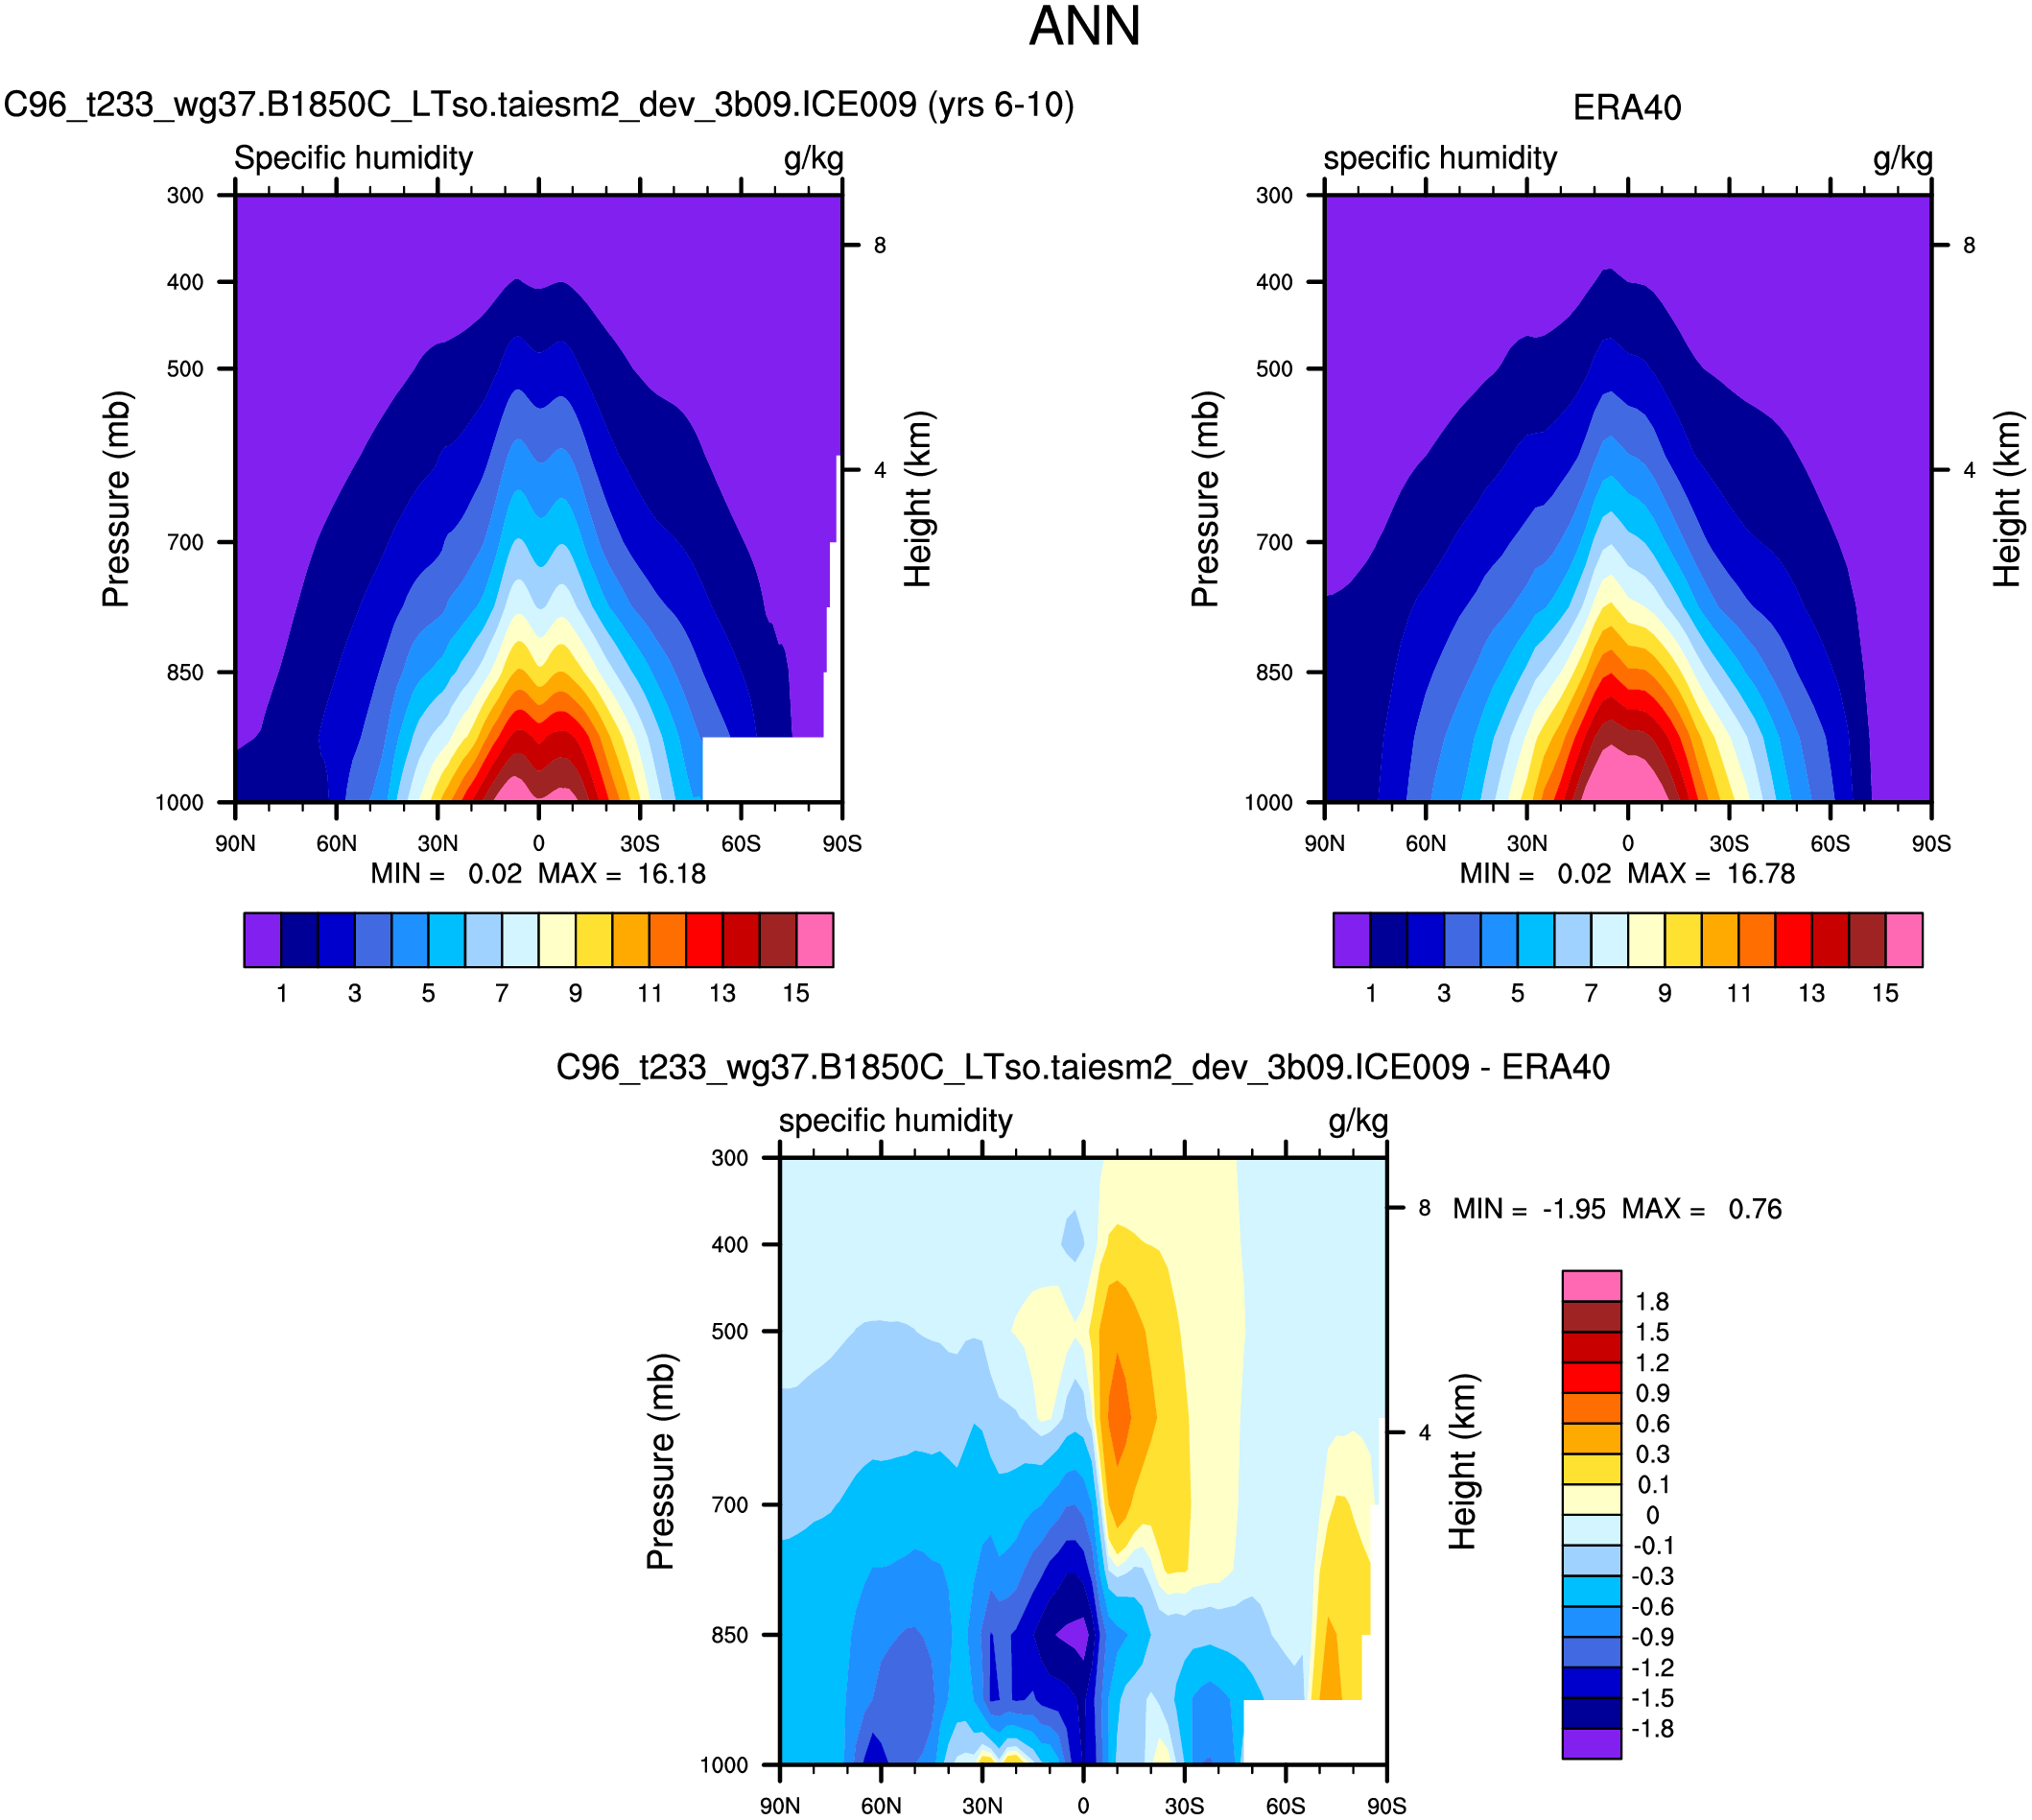 ANN
C96_t233_wg37.B1850C_LTso.taiesm2_dev_3b09.ICE009 (yrs 6-10)
Specific humidity g/kg
300
400
500
700
850
1000
Pressure (mb)
8
4
Height (km)
90N 60N 30N 0 30S 60S 90S
MIN = 0.02 MAX = 16.18
1 3 5 7 9 11 13 15
ERA40
specific humidity g/kg
300
400
500
700
850
1000
Pressure (mb)
8
4
Height (km)
90N 60N 30N 0 30S 60S 90S
MIN = 0.02 MAX = 16.78
1 3 5 7 9 11 13 15
C96_t233_wg37.B1850C_LTso.taiesm2_dev_3b09.ICE009 - ERA40
specific humidity g/kg
300
400
500
700
850
1000
Pressure (mb)
8
4
Height (km)
90N 60N 30N 0 30S 60S 90S
MIN = -1.95 MAX = 0.76
1.8
1.5
1.2
0.9
0.6
0.3
0.1
0
-0.1
-0.3
-0.6
-0.9
-1.2
-1.5
-1.8